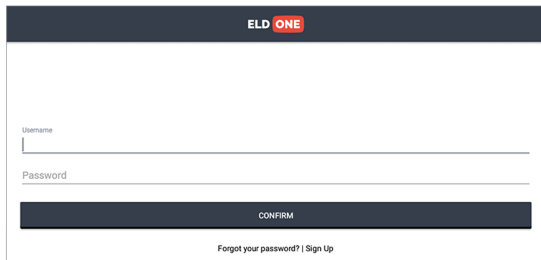 ELD ONE
Username
Password
CONFIRM
Forgot your password? | Sign Up